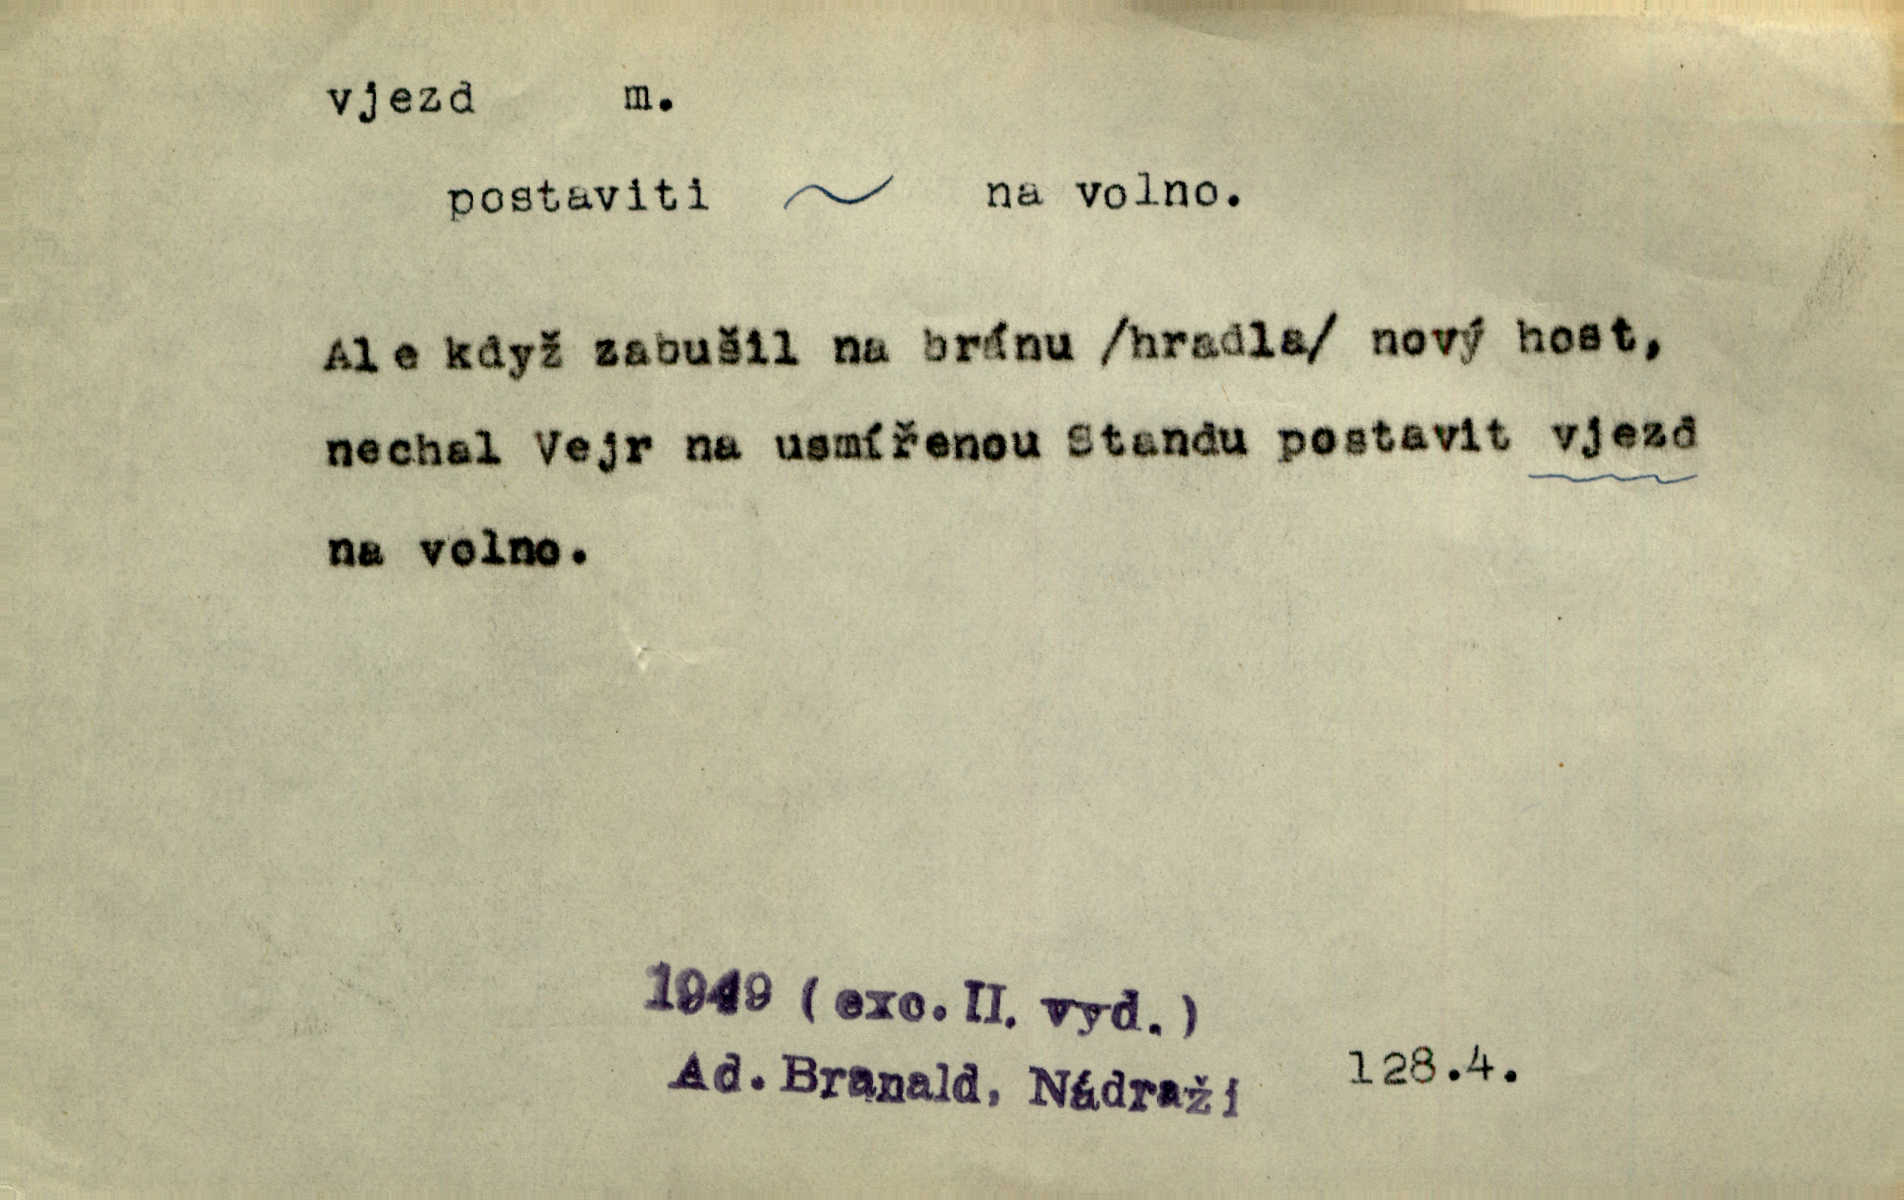 vjezd m.
postaviti ~ na volno.
Ale když zabušil na bránu /hradla/ nový host,
nechal Vejr na usmířenou Standu postavit vjezd
na volno.
1949 (exc. II. vyd.)
Ad. Branald, Nádraží
128.4.